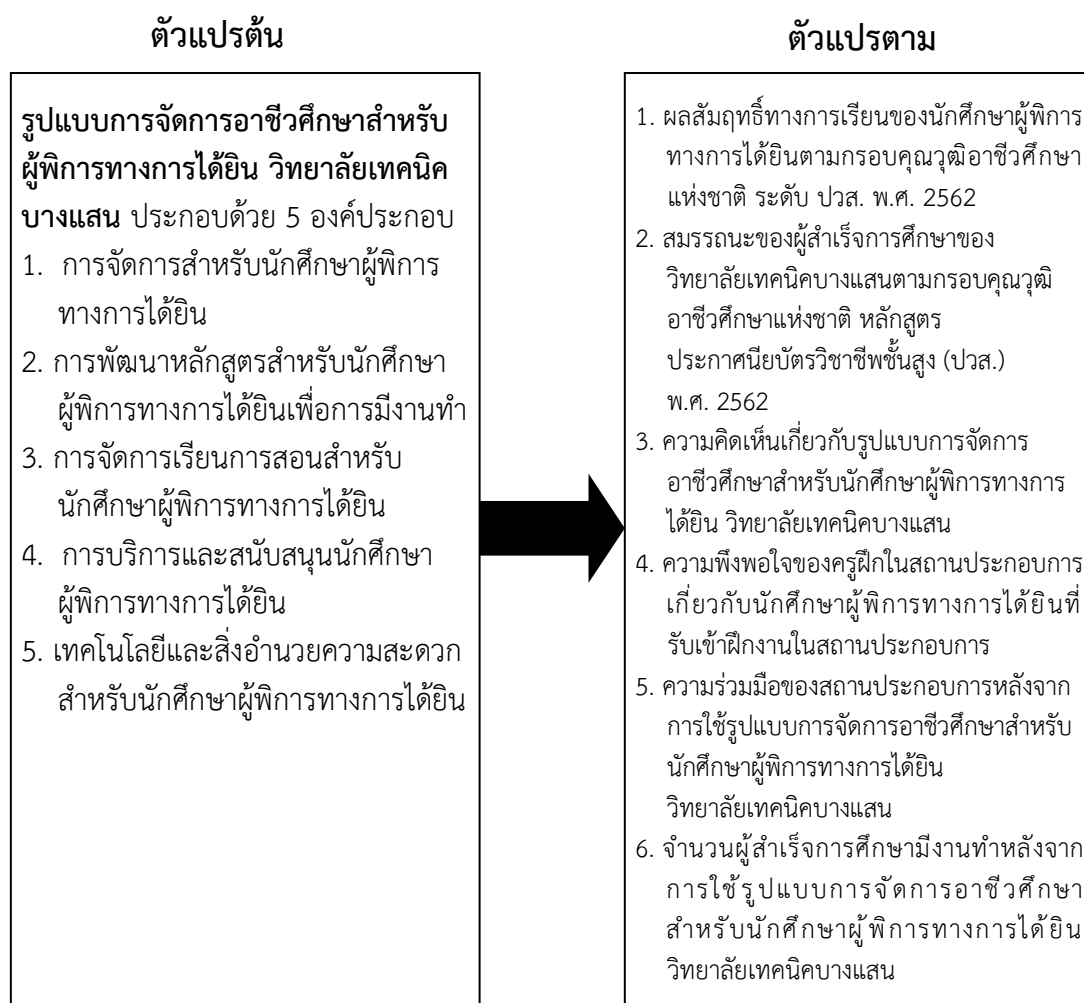 ตัวแปรต้น
รูปแบบการจัดการอาชีวศึกษาสำหรับ
ผู้พิการทางการได้ยิน วิทยาลัยเทคนิค
บางแสน ประกอบด้วย 5 องค์ประกอบ
1. การจัดการสำหรับนักศึกษาผู้พิการ
ทางการได้ยิน
2. การพัฒนาหลักสูตรสำหรับนักศึกษา
ผู้พิการทางการได้ยินเพื่อการมีงานทำ
3. การจัดการเรียนการสอนสำหรับ
นักศึกษาผู้พิการทางการได้ยิน
4. การบริการและสนับสนุนนักศึกษา
ผู้พิการทางการได้ยิน
5. เทคโนโลยีและสิ่งอำนวยความสะดวก
สำหรับนักศึกษาผู้พิการทางการได้ยิน
ตัวแปรตาม
1. ผลสัมฤทธิ์ทางการเรียนของนักศึกษาผู้พิการ
ทางการได้ยินตามกรอบคุณวุฒิอาชีวศึกษา
แห่งชาติ ระดับ ปวส. พ.ศ. 2562
2. สมรรถนะของผู้สำเร็จการศึกษาของ
วิทยาลัยเทคนิคบางแสนตามกรอบคุณวุฒิ
อาชีวศึกษาแห่งชาติ หลักสูตร
ประกาศนียบัตรวิชาชีพชั้นสูง (ปวส.)
พ.ศ. 2562
3. ความคิดเห็นเกี่ยวกับรูปแบบการจัดการ
อาชีวศึกษาสำหรับนักศึกษาผู้พิการทางการ
ได้ยิน วิทยาลัยเทคนิคบางแสน
4. ความพึงพอใจของครูฝึกในสถานประกอบการ
เกี่ยวกับนักศึกษาผู้พิการทางการได้ยินที่
รับเข้าฝึกงานในสถานประกอบการ
5. ความร่วมมือของสถานประกอบการหลังจาก
การใช้รูปแบบการจัดการอาชีวศึกษาสำหรับ
นักศึกษาผู้พิการทางการได้ยิน
วิทยาลัยเทคนิคบางแสน
6. จำนวนผู้สำเร็จการศึกษามีงานทำหลังจาก
การใช้รูปแบบการจัดการอาชีวศึกษา
สำหรับนักศึกษาผู้พิการทางการได้ยิน
วิทยาลัยเทคนิคบางแสน